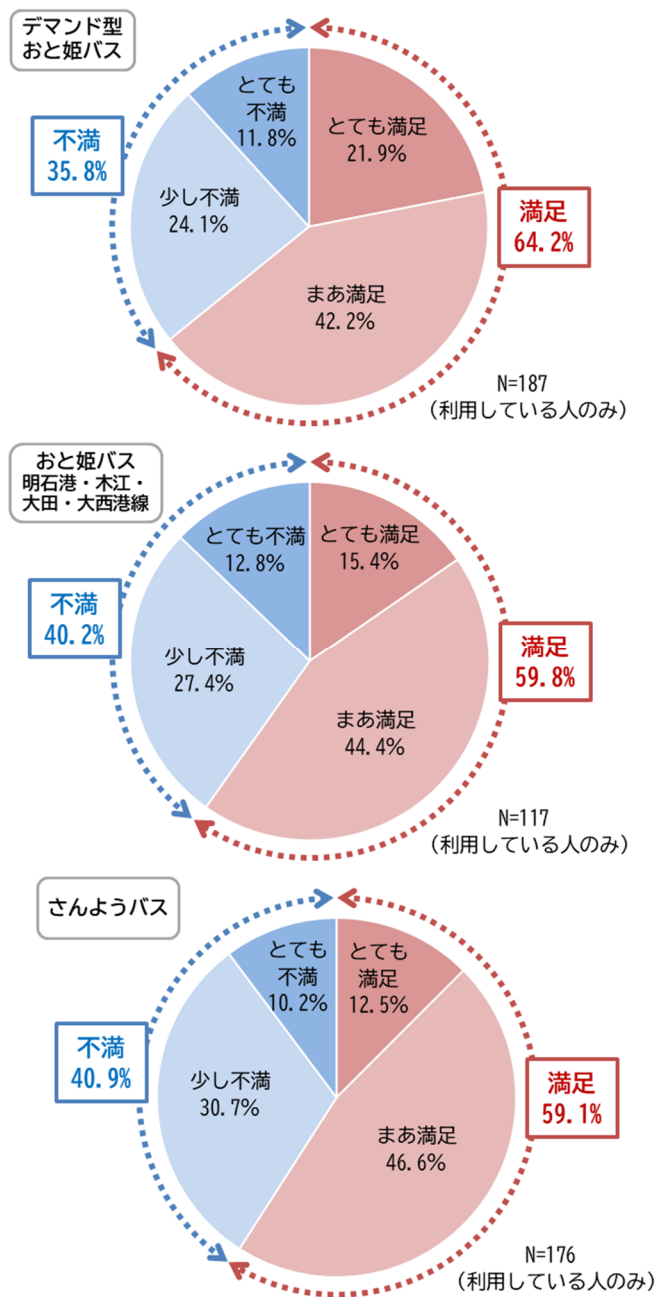 デマンド型
おと姫バス
とても
不満
11.8%
とても満足
21.9%
不満
35.8%
少し不満
24.1%
満足
64.2%
まあ満足
42.2%
N=187
(利用している人のみ)
おと姫バス
明石港・木江・
大田・大西港線
とても不満
12.8%
とても満足
15.4%
不満
40.2%
少し不満
27.4%
満足
59.8%
まあ満足
44.4%
N=117
(利用している人のみ)
さんようバス
とても
不満
10.2%
とても
満足
12.5%
不満
40.9%
少し不満
30.7%
満足
59.1%
まあ満足
46.6%
N=176
(利用している人のみ)